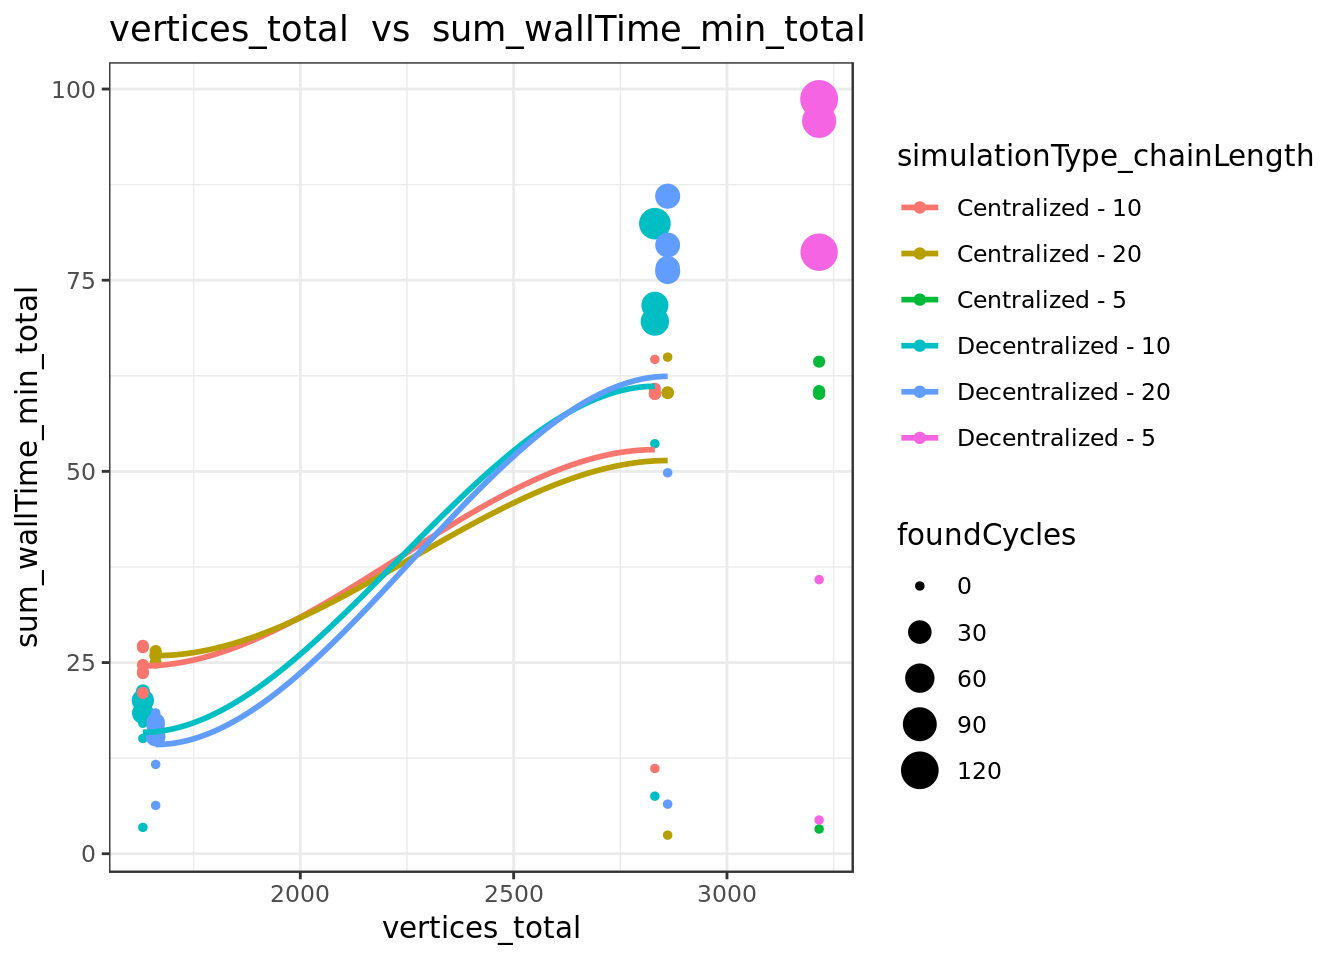 vertices_total  vs  sum_wallTime_min_total
sum_wallTime_min_total
100
75
50
25
0
2000 2500 3000
vertices_total
simulationType_chainLength
Centralized - 10
Centralized - 20
Centralized - 5
Decentralized - 10
Decentralized - 20
Decentralized - 5
foundCycles
0
30
60
90
120